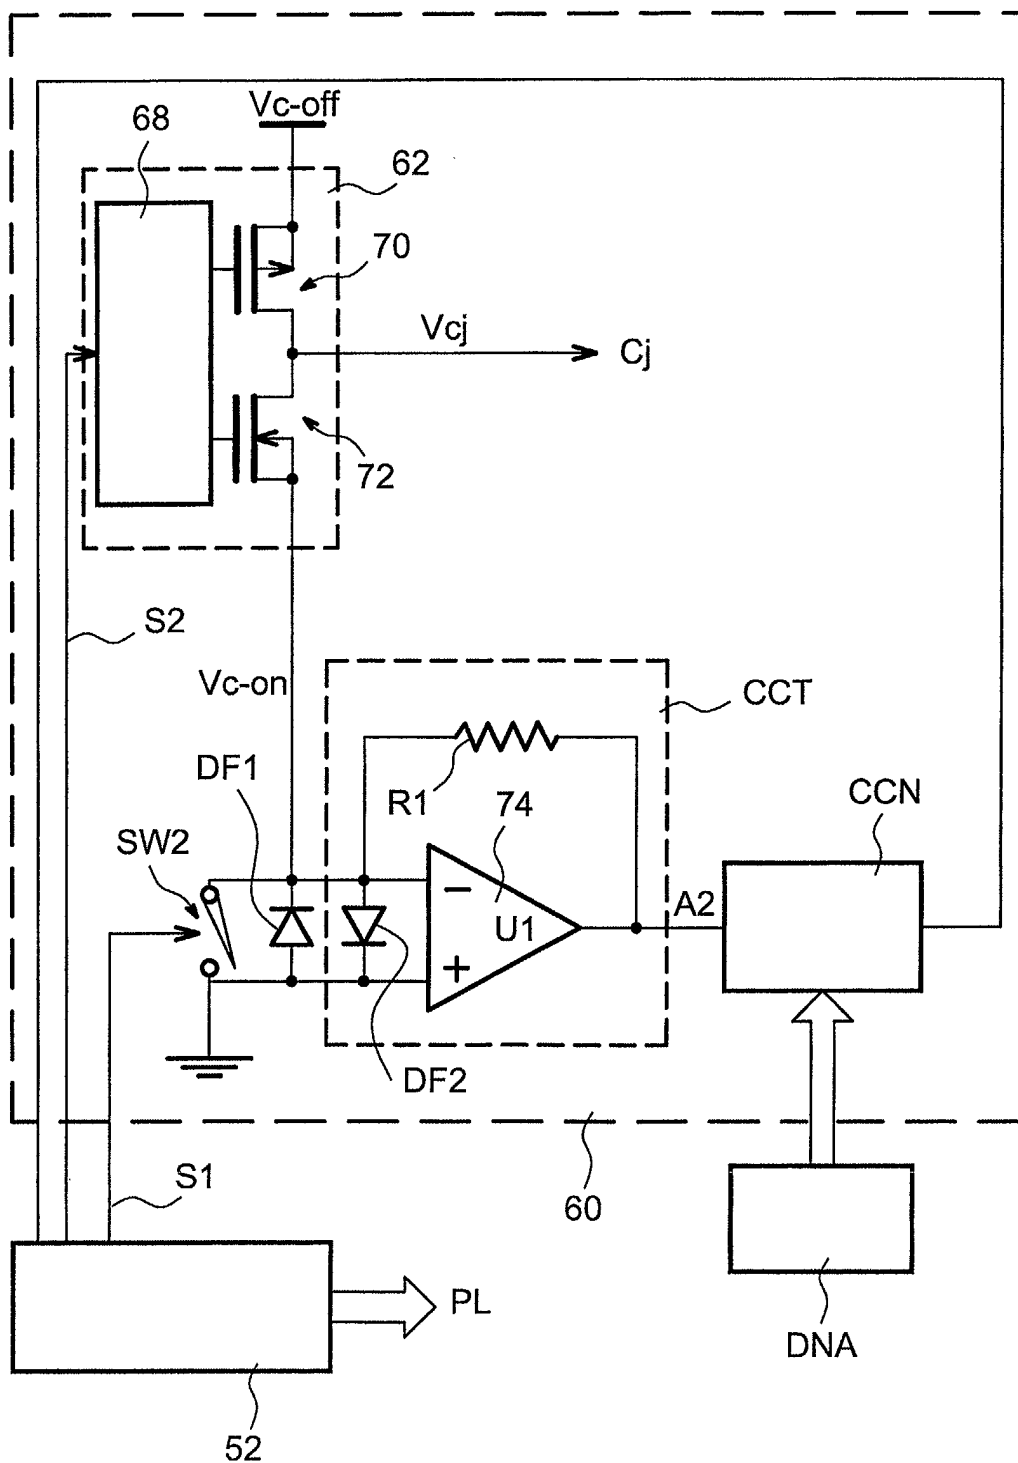 Vc-off
68
62
70
Vcj
Cj
72
S2
Vc-on
CCT
DF1
R1
74
CCN
SW2
−
U1
A2
+
DF2
S1
60
PL
DNA
52